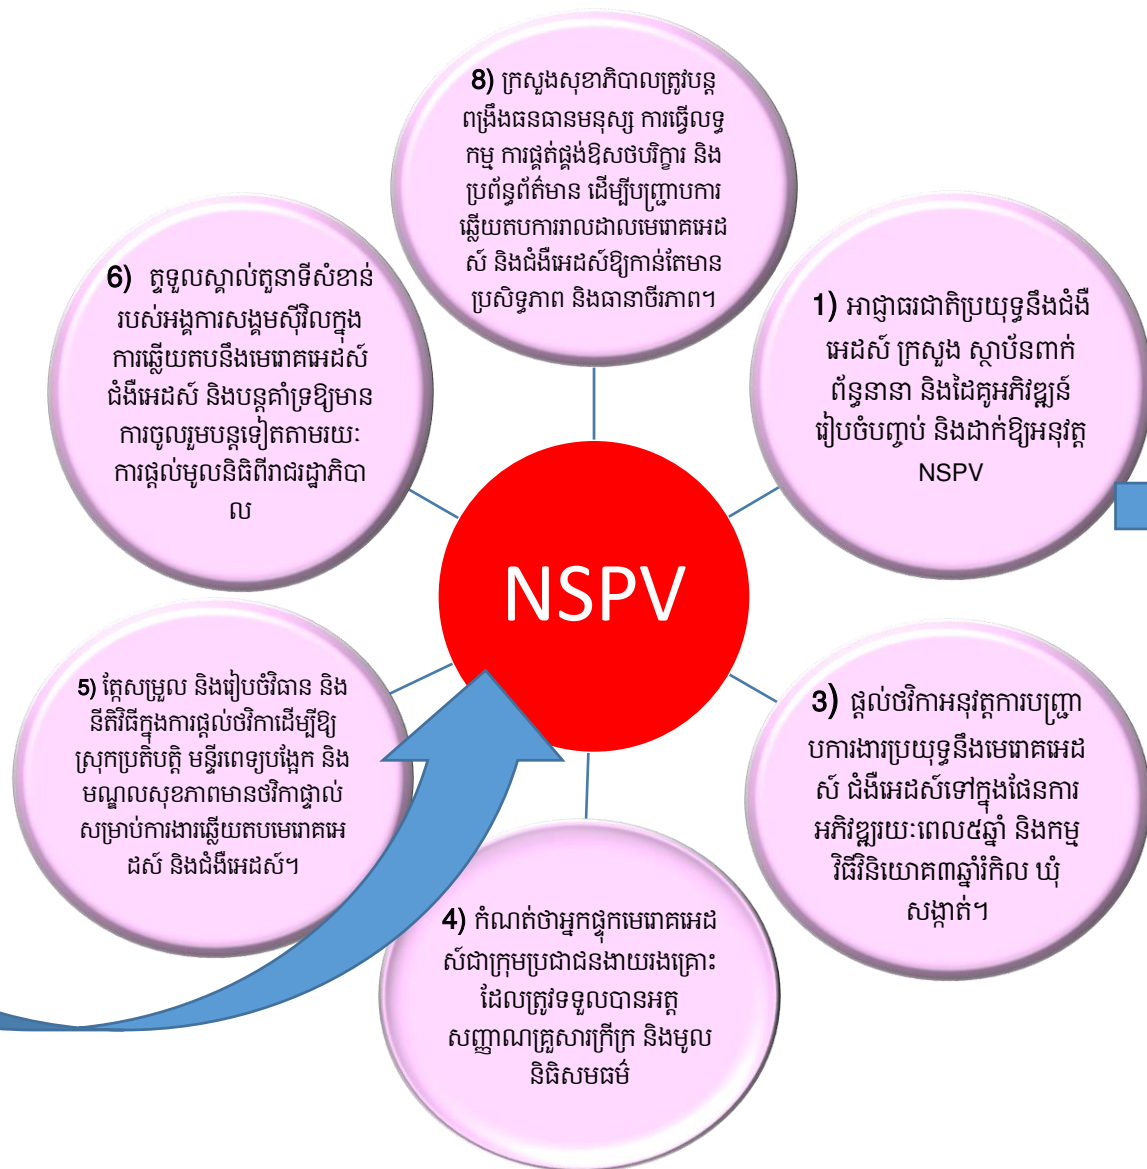 8) ក្រសួងសុខាភិបាលត្រូវបន្ត
ពង្រឹងធនធានមនុស្ស ការធ្វើលទ្ធ
កម្ម ការផ្គត់ផ្គង់ឱសថបរិក្ខារ និង
ប្រព័ន្ធព័ត៌មាន ដើម្បីបញ្ជ្រាបការ
ឆ្លើយតបការរាលដាលមេរោគអេដ
ស៍ និងជំងឺអេដស៍ឱ្យកាន់តែមាន
ប្រសិទ្ធភាព និងធានាចីរភាព។
1) អាជ្ញាធរជាតិប្រយុទ្ធនឹងជំងឺ
អេដស៍ ក្រសួង ស្ថាប័នពាក់
ព័ន្ធនានា និងដៃគូអភិវឌ្ឍន៍
រៀបចំបញ្ចប់ និងដាក់ឱ្យអនុវត្ត
NSPV
3) ផ្តល់ថវិកាអនុវត្តការបញ្ជ្រា
បការងារប្រយុទ្ធនឹងមេរោគអេដ
ស៍ ជំងឺអេដស៍ទៅក្នុងផែនការ
អភិវឌ្ឍរយៈពេល៥ឆ្នាំ និងកម្ម
វិធីវិនិយោគ៣ឆ្នាំរំកិល ឃុំ
សង្កាត់។
4) កំណត់ថាអ្នកផ្ទុកមេរោគអេដ
ស៍ជាក្រុមប្រជាជនងាយរងគ្រោះ
ដែលត្រូវទទួលបានអត្ត
សញ្ញាណគ្រួសារក្រីក្រ និងមូល
និធិសមធម៌
5) កែសម្រួល និងរៀបចំវិធាន និង
នីតិវិធីក្នុងការផ្តល់ថវិកាដើម្បីឱ្យ
ស្រុកប្រតិបត្តិ មន្ទីរពេទ្យបង្អែក និង
មណ្ឌលសុខភាពមានថវិកាផ្ទាល់
សម្រាប់ការងារឆ្លើយតបមេរោគអេ
ដស៍ និងជំងឺអេដស៍។
6) ត្ទទួលស្គាល់តួនាទីសំខាន់
របស់អង្គការសង្គមស៊ីវិលក្នុង
ការឆ្លើយតបនឹងមេរោគអេដស៍
ជំងឺអេដស៍ និងបន្តគាំទ្រឱ្យមាន
ការចូលរួមបន្តទៀតតាមរយៈ
ការផ្តល់មូលនិធិពីរាជរដ្ឋាភិបា
ល
NSPV